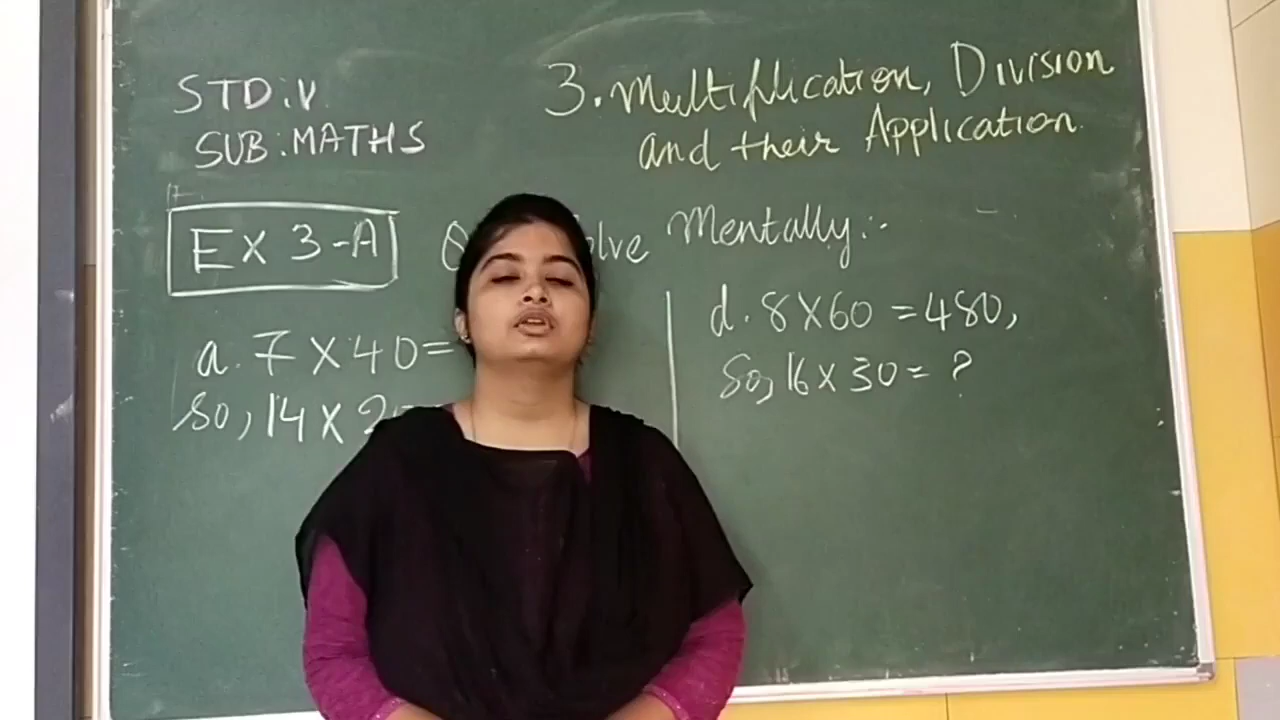 STD:V
SUB:MATHS
3. Multiplication, Division
and their Application
EX 3-A
Mentally:-
a. 7 X 40 =
So, 14 X
d. 8 X 60 = 480,
So, 16 X 30 = ?